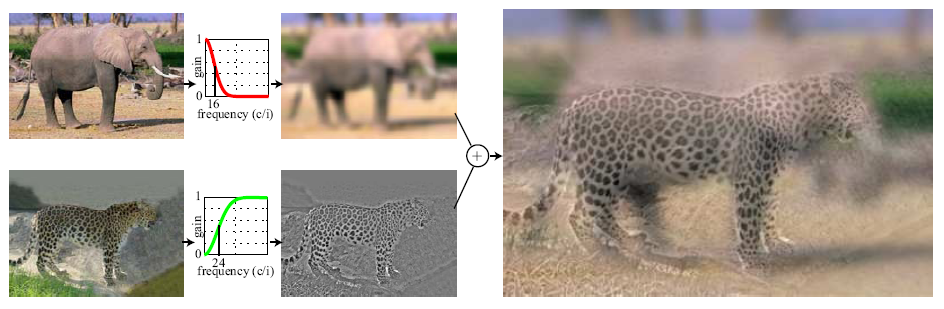 1
gain
0
16
frequency (c/i)
+
1
gain
0
24
frequency (c/i)